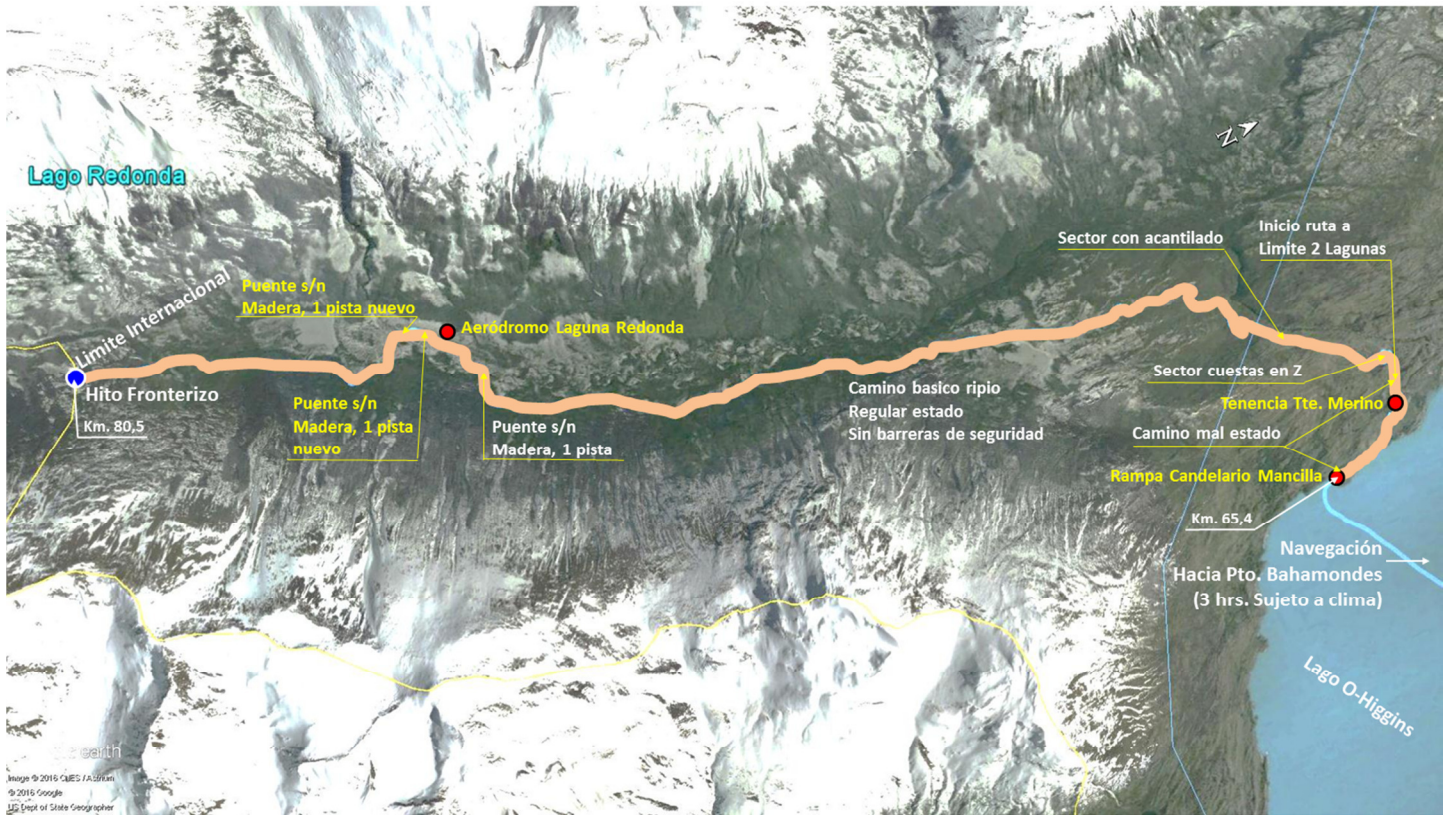 Lago Redonda
Limite Internacional
Hito Fronterizo
Km. 80,5
Puente s/n
Madera, 1 pista nuevo
Aeródromo Laguna Redonda
Puente s/n
Madera, 1 pista
nuevo
Puente s/n
Madera, 1 pista
Camino basico ripio
Regular estado
Sin barreras de seguridad
N
Sector con acantilado
Inicio ruta a
Limite 2 Lagunas
Sector cuestas en Z
Tenencia Tte. Merino
Camino mal estado
Rampa Candelario Mancilla
Km. 65,4
Navegación
Hacia Pto. Bahamondes
(3 hrs. Sujeto a clima)
Lago O-Higgins
earth
Image © 2016 CNES / Astrium
© 2016 Google
US Dept of State Geographer